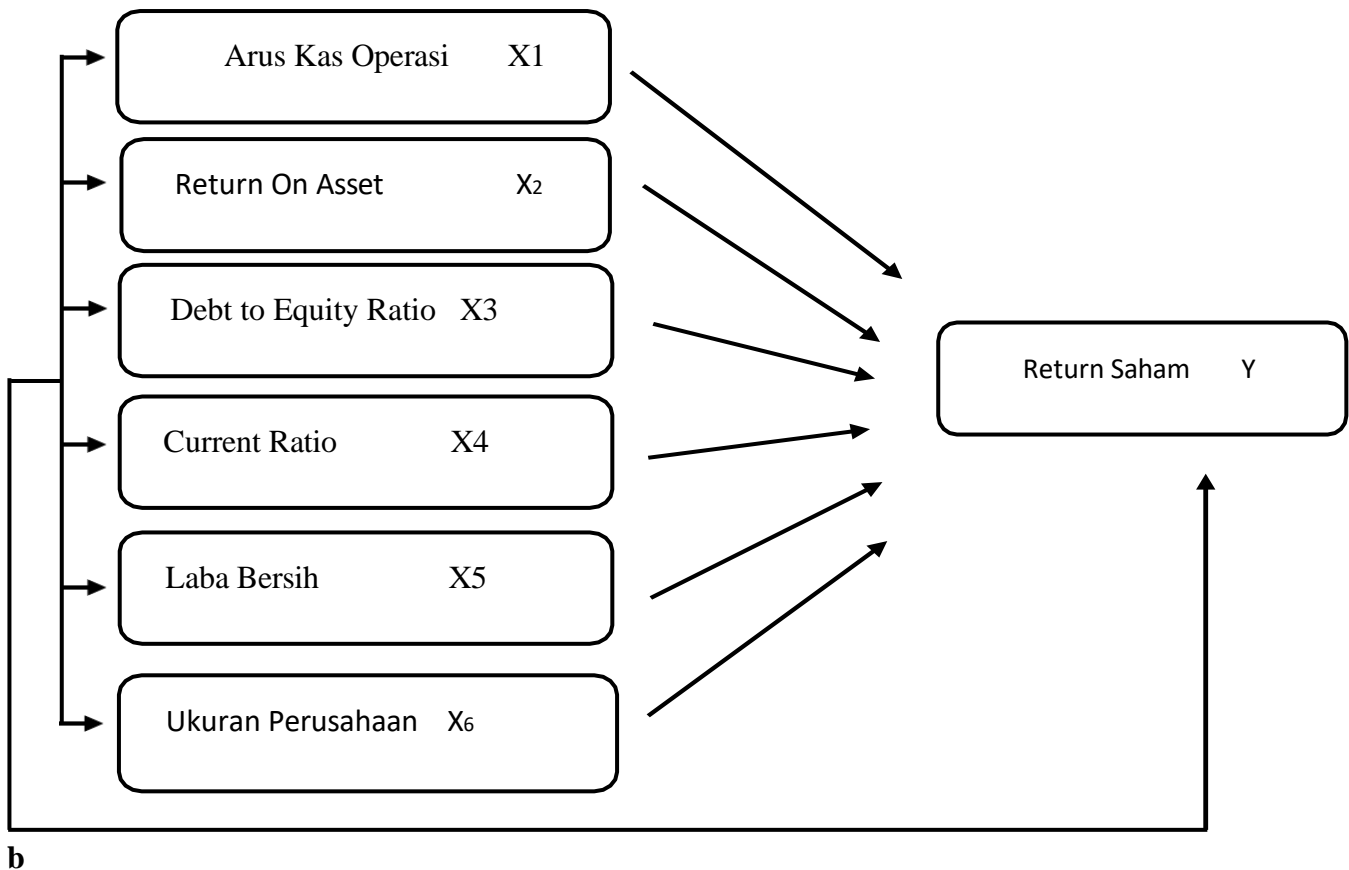 Arus Kas Operasi X1
Return On Asset X2
Debt to Equity Ratio X3
Current Ratio X4
Return Saham Y
Laba Bersih X5
Ukuran Perusahaan X6
b